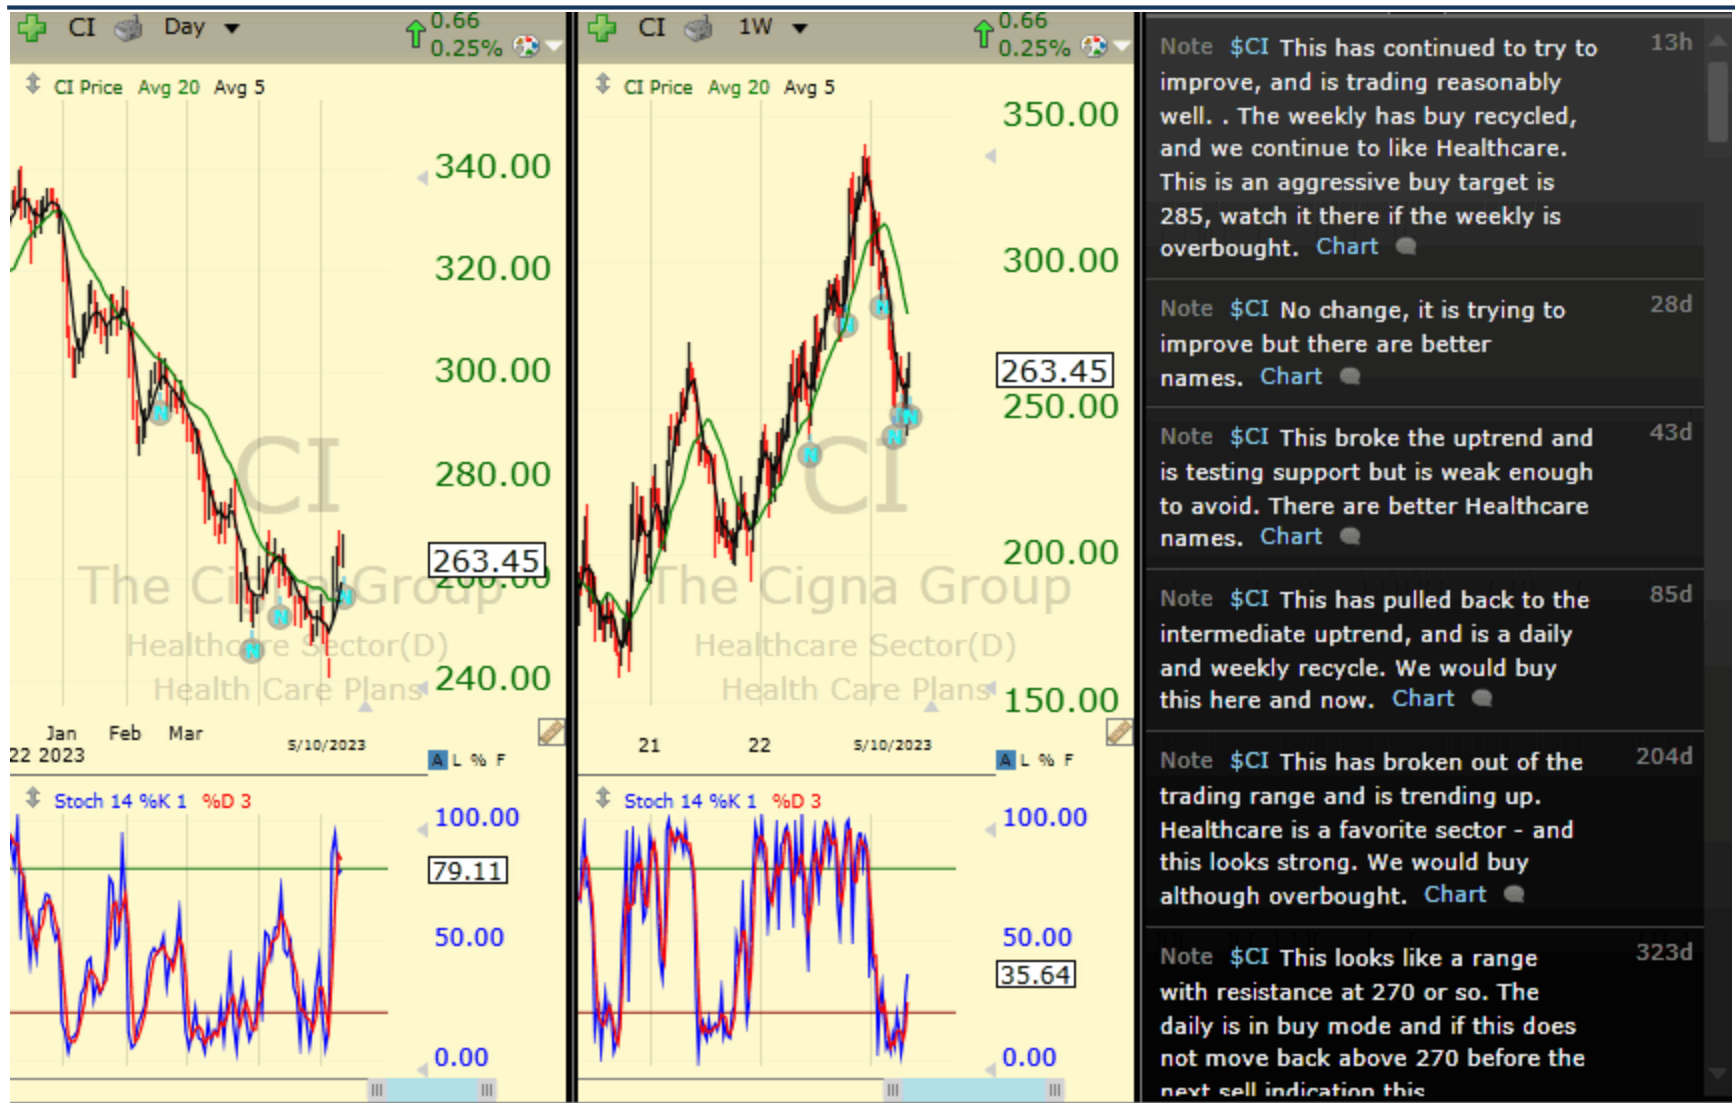 CI Day
0.66
0.25%
CI Price Avg 20 Avg 5
340.00
320.00
300.00
280.00
263.45
260.00
240.00
CI
The Cigna Group
Healthcare Sector(D)
Health Care Plans
Jan Feb Mar
22 2023
5/10/2023
A L % F
Stoch 14 %K 1 %D 3
100.00
79.11
50.00
0.00
N
N
N
N
CI 1W
0.66
0.25%
CI Price Avg 20 Avg 5
350.00
300.00
263.45
250.00
200.00
150.00
CI
The Cigna Group
Healthcare Sector(D)
Health Care Plans
21 22
5/10/2023
A L % F
Stoch 14 %K 1 %D 3
100.00
50.00
35.64
0.00
N
N
N
N
N
Note $CI This has continued to try to 13h
improve, and is trading reasonably
well. . The weekly has buy recycled,
and we continue to like Healthcare.
This is an aggressive buy target is
285, watch it there if the weekly is
overbought. Chart
Note $CI No change, it is trying to 28d
improve but there are better
names. Chart
Note $CI This broke the uptrend and 43d
is testing support but is weak enough
to avoid. There are better Healthcare
names. Chart
Note $CI This has pulled back to the 85d
intermediate uptrend, and is a daily
and weekly recycle. We would buy
this here and now. Chart
Note $CI This has broken out of the 204d
trading range and is trending up.
Healthcare is a favorite sector - and
this looks strong. We would buy
although overbought. Chart
Note $CI This looks like a range 323d
with resistance at 270 or so. The
daily is in buy mode and if this does
not move back above 270 before the
next sell indication this